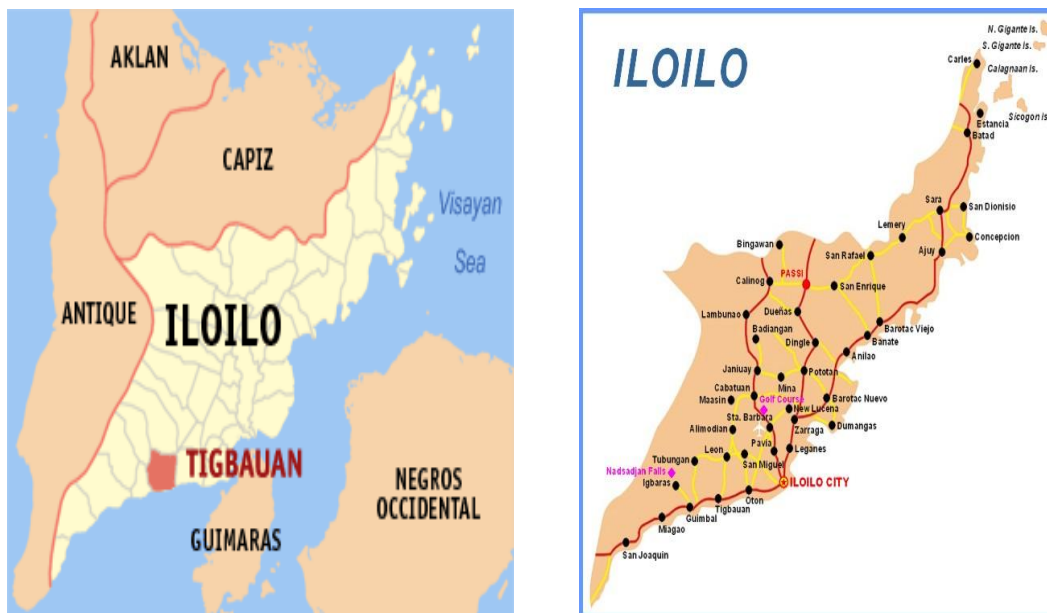 AKLAN
CAPIZ
Visayan
Sea
ANTIQUE
ILOILO
TIGBAUAN
NEGROS
OCCIDENTAL
GUIMARAS
ILOILO
N. Gigante Is.
S. Gigante Is.
Carles
Calagnaan Is.
Sicogon Is.
Estancia
Batad
Sara
San Dionisio
Lemery
Concepcion
Bingawan
San Rafael
Ajuy
PASSI
Calinog
San Enrique
Dueñas
Lambunao
Barotac Viejo
Badiangan
Banate
Dingle
Anilao
Janiuay
Pototan
Mina
Cabatuan
Maasin
Golf Course
Barotac Nuevo
New Lucena
Sta. Barbara
Zarraga
Dumangas
Alimodian
Pavia
Leon
Leganes
Tubungan
San Miguel
Nadsadjan Falls
Igbaras
ILOILO CITY
Oton
Tigbauan
Guimbal
Miagao
San Joaquin